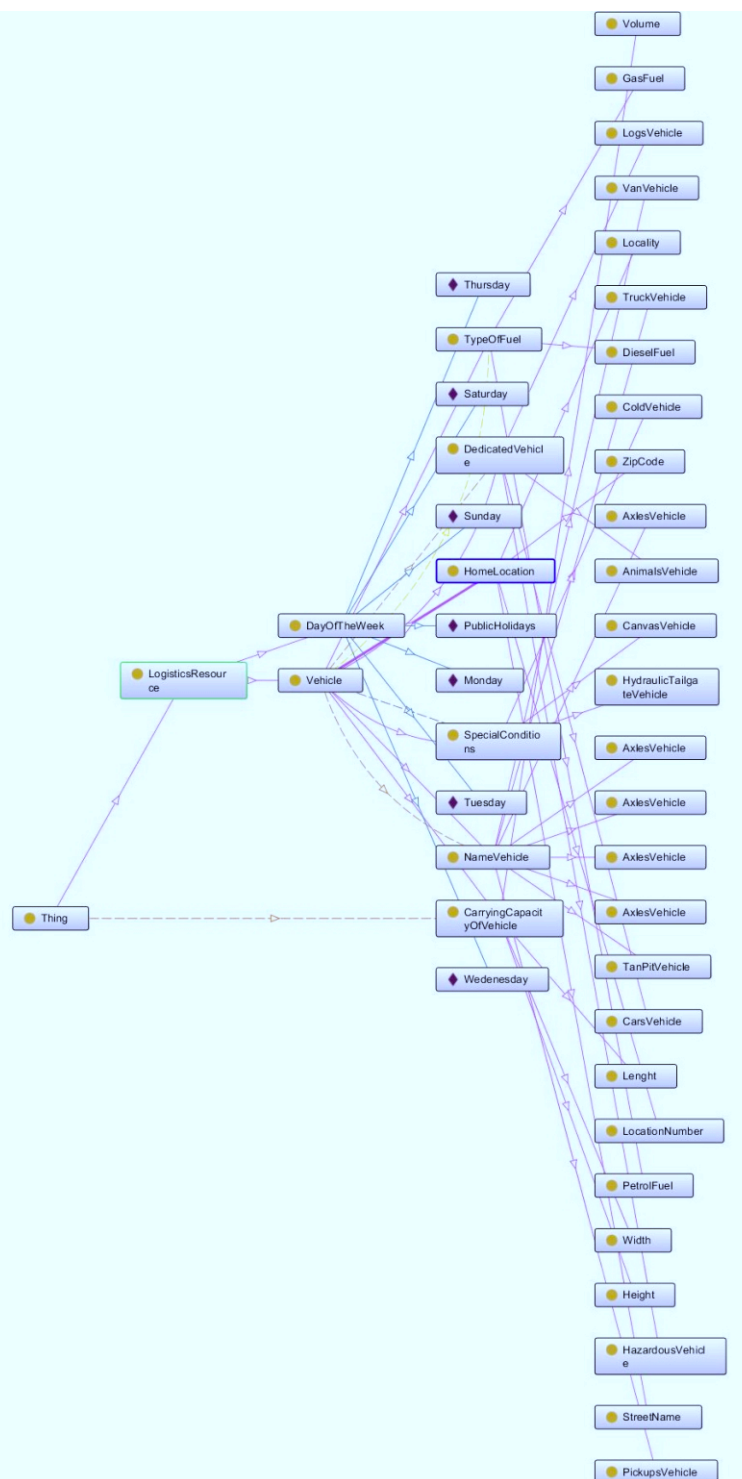 Volume
GasFuel
LogsVehicle
VanVehicle
Locality
Thursday
TruckVehicle
TypeOfFuel
DieselFuel
Saturday
ColdVehicle
DedicatedVehicl
e
ZipCode
Sunday
AxlesVehicle
HomeLocation
AnimalsVehicle
DayOfTheWeek
PublicHolidays
CanvasVehicle
LogisticsResour
ce
Vehicle
Monday
HydraulicTailga
teVehicle
SpecialConditio
ns
AxlesVehicle
Tuesday
AxlesVehicle
NameVehicle
AxlesVehicle
Thing
CarryingCapacit
yOfVehicle
AxlesVehicle
Wedenesday
TanPitVehicle
CarsVehicle
Lenght
LocationNumber
PetrolFuel
Width
Height
HazardousVehicl
e
StreetName
PickupsVehicle